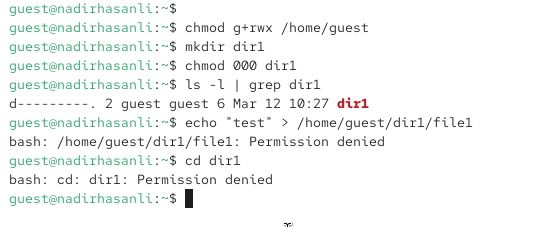 guest@nadirhasanli:~$
guest@nadirhasanli:~$ chmod g+rwx /home/guest
guest@nadirhasanli:~$ mkdir dir1
guest@nadirhasanli:~$ chmod 000 dir1
guest@nadirhasanli:~$ ls -l | grep dir1
d---------. 2 guest guest 6 Mar 12 10:27 dir1
guest@nadirhasanli:~$ echo "test" > /home/guest/dir1/file1
bash: /home/guest/dir1/file1: Permission denied
guest@nadirhasanli:~$ cd dir1
bash: cd: dir1: Permission denied
guest@nadirhasanli:~$